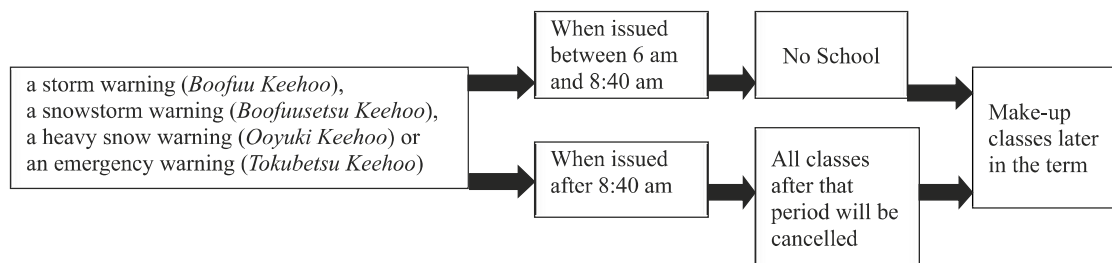 a storm warning (Boofuu Keehoo),
a snowstorm warning (Boofuusetsu Keehoo),
a heavy snow warning (Ooyuki Keehoo) or
an emergency warning (Tokubetsu Keehoo)
When issued
between 6 am
and 8:40 am
No School
When issued
after 8:40 am
All classes
after that
period will be
cancelled
Make-up
classes later
in the term